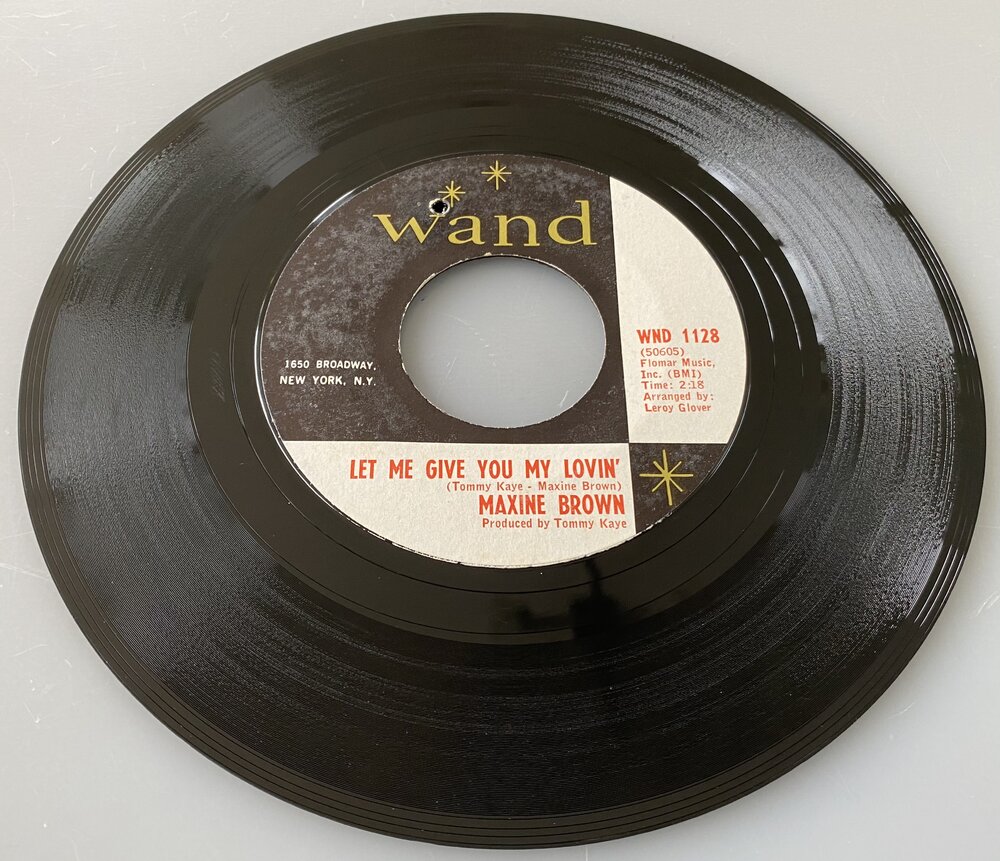 wand
1650 BROADWAY,
NEW YORK, N.Y.
WND 1128
(50605)
Flomar Music,
Inc. (BMI)
Time: 2:18
Arranged by:
Leroy Glover
LET ME GIVE YOU MY LOVIN'
(Tommy Kaye - Maxine Brown)
MAXINE BROWN
Produced by Tommy Kaye